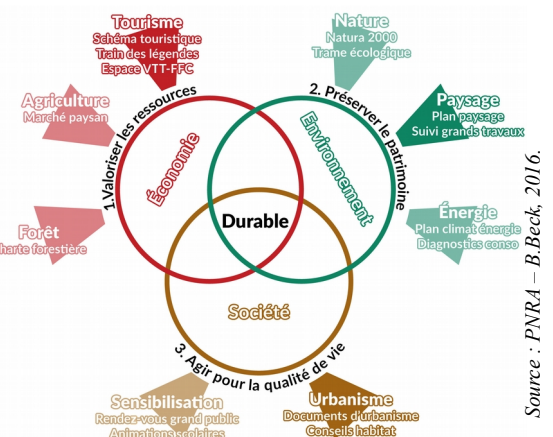 Tourisme
Schéma touristique
Train des légendes
Espace VTT-FFC
Nature
Natura 2000
Trame écologique
Agriculture
Marché paysan
Paysage
Plan paysage
Suivi grands travaux
1.Valoriser les ressources
2. Préserver le patrimoine
Économie
Environnement
Durable
Forêt
harte forestière
Énergie
Plan climat énergie
Diagnostics conso
Société
3. Agir pour la qualité de vie
Sensibilisation
Rendez-vous grand public
Animations scolaires
Urbanisme
Documents d'urbanisme
Conseils habitat
Source : PNRA – B.Beck, 2016.